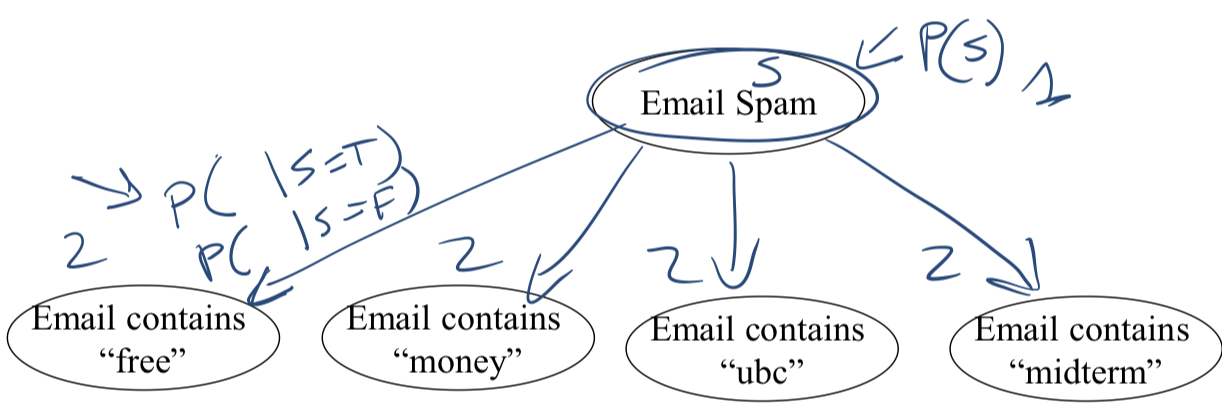 S
Email Spam
P(S) 1
P( |S=T)
2 P( |S=F)
2
2
2
Email contains
"free"
Email contains
"money"
Email contains
"ubc"
Email contains
"midterm"